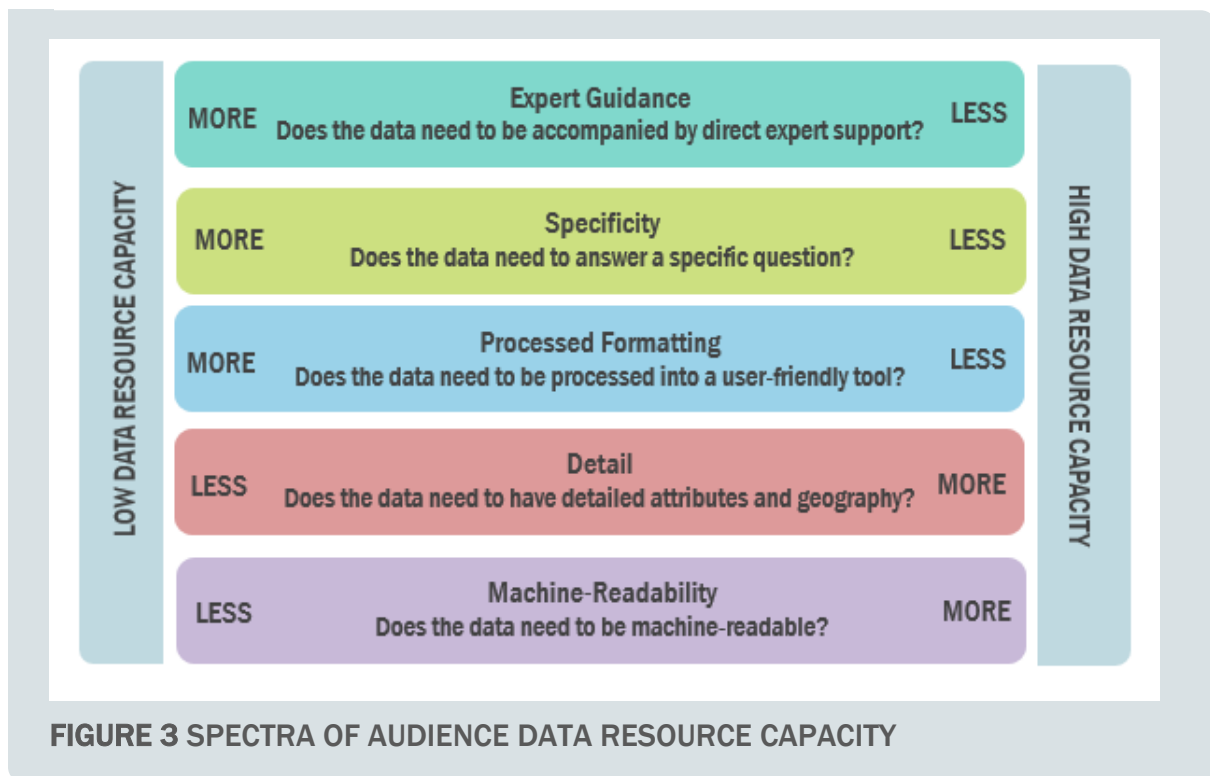 LOW DATA RESOURCE CAPACITY
MORE
Expert Guidance
Does the data need to be accompanied by direct expert support?
LESS
MORE
Specificity
Does the data need to answer a specific question?
LESS
MORE
Processed Formatting
Does the data need to be processed into a user-friendly tool?
LESS
LESS
Detail
Does the data need to have detailed attributes and geography?
MORE
LESS
Machine-Readability
Does the data need to be machine-readable?
MORE
HIGH DATA RESOURCE CAPACITY
FIGURE 3 SPECTRA OF AUDIENCE DATA RESOURCE CAPACITY